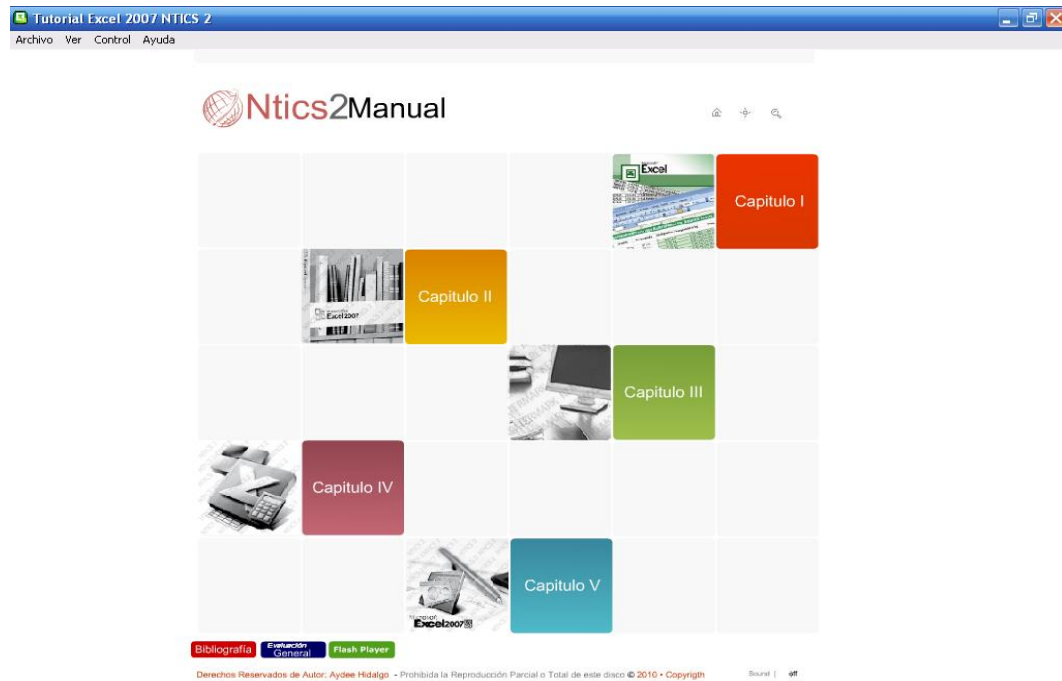 Tutorial Excel 2007 NTICS 2
Archivo Ver Control Ayuda
Ntics2Manual
Excel
Capitulo I
Excel2007
Capitulo II
Capitulo III
Capitulo IV
Microsoft
Excel2007
Capitulo V
Bibliografía
Evaluación
General
Flash Player
Derechos Reservados de Autor: Aydee Hidalgo - Prohibida la Reproducción Parcial o Total de este disco © 2010 • Copyrigth
Sound | off